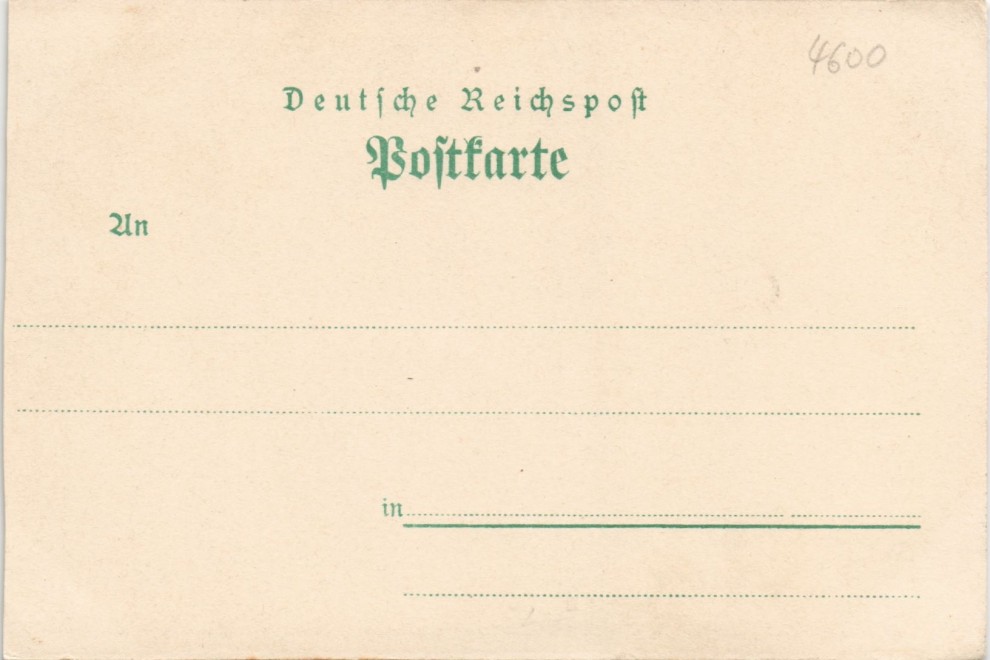 4600
Deutſche Reichspoſt
Poſtkarte
An
in